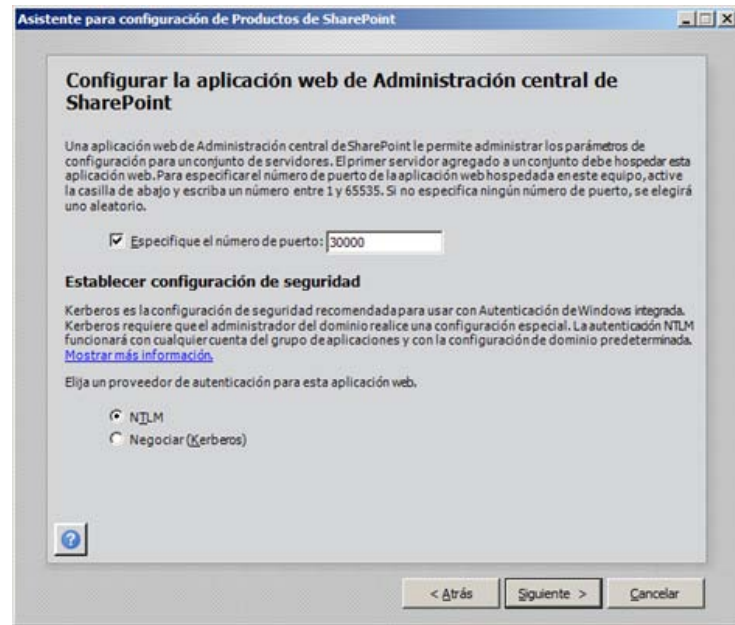 Asistente para configuración de Productos de SharePoint
Configurar la aplicación web de Administración central de
SharePoint
Una aplicación web de Administración central de SharePoint le permite administrar los parámetros de
configuración para un conjunto de servidores. El primer servidor agregado a un conjunto debe hospedar esta
aplicación web. Para especificar el número de puerto de la aplicación web hospedada en este equipo, active
la casilla de abajo y escriba un número entre 1 y 65535. Si no especifica ningún número de puerto, se elegirá
uno aleatorio.
Especifique el número de puerto: 30000
Establecer configuración de seguridad
Kerberos es la configuración de seguridad recomendada para usar con Autenticación de Windows integrada.
Kerberos requiere que el administrador del dominio realice una configuración especial. La autenticación NTLM
funcionará con cualquier cuenta del grupo de aplicaciones y con la configuración de dominio predeterminada.
Mostrar más información.
Elija un proveedor de autenticación para esta aplicación web.
NTLM
Negociar (Kerberos)
< Atrás Siguiente > Cancelar